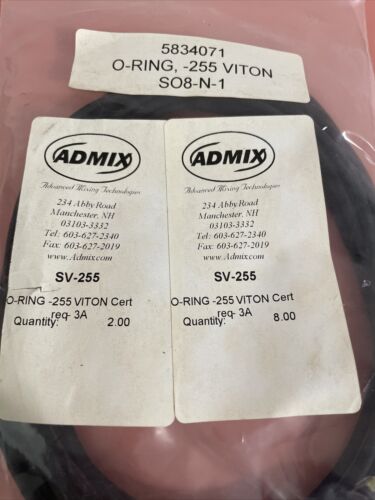 5834071
O-RING, -255 VITON
SO8-N-1
ADMIX
Advanced Mixing Technologies
234 Abby Road
Manchester, NH
03103-3332
Tel: 603-627-2340
Fax: 603-627-2019
www.Admix.com
SV-255
O-RING -255 VITON Cert
req- 3A
Quantity: 2.00
ADMIX
Advanced Mixing Technologies
234 Abby Road
Manchester, NH
03103-3332
Tel: 603-627-2340
Fax: 603-627-2019
www.Admix.com
SV-255
O-RING -255 VITON Cert
req- 3A
Quantity: 8.00